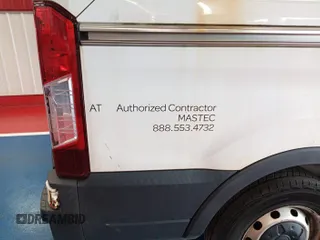 AT Authorized Contractor
MASTEC
888.553.4732
DREAMBID